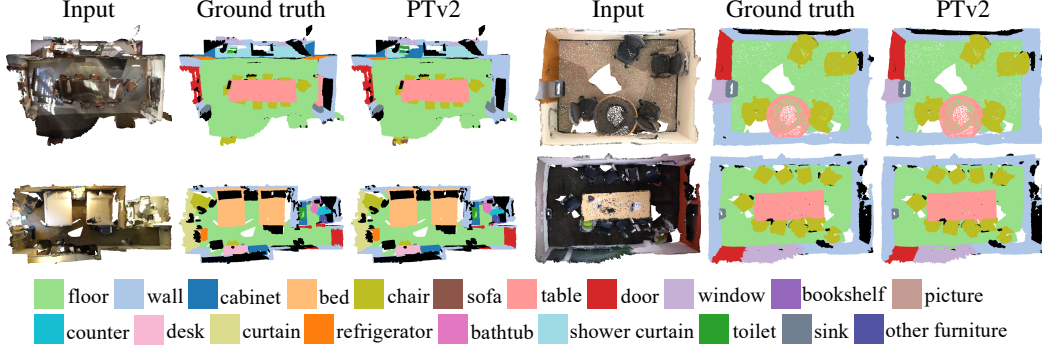 Input Ground truth PTv2 Input Ground truth PTv2
floor wall cabinet bed chair sofa table door window bookshelf picture
counter desk curtain refrigerator bathtub shower curtain toilet sink other furniture